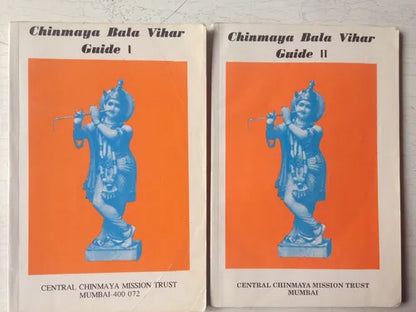 Chinmaya Bala Vihar
Guide I
CENTRAL CHINMAYA MISSION TRUST
MUMBAI-400 072
Chinmaya Bala Vihar
Guide II
CENTRAL CHINMAYA MISSION TRUST
MUMBAI